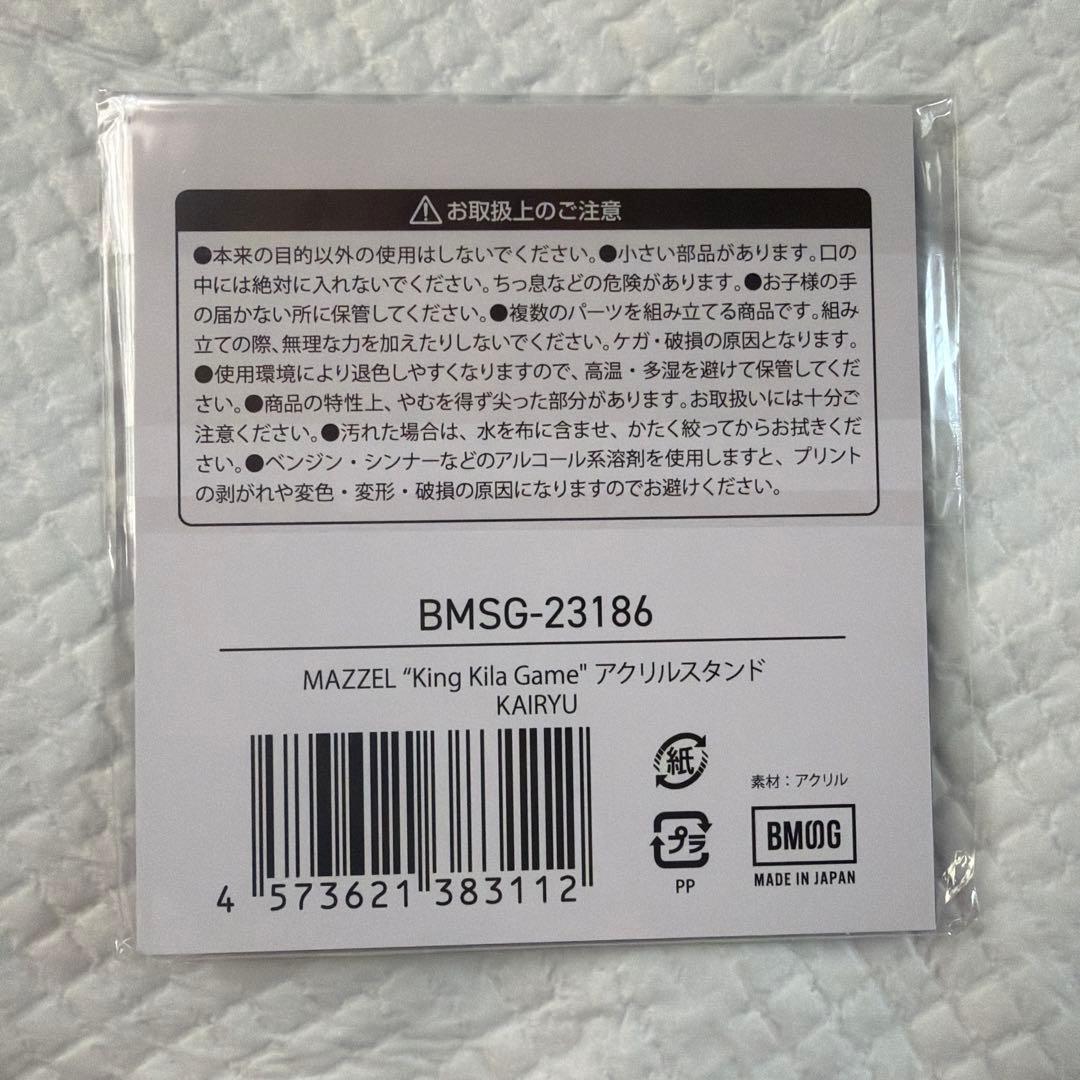 ⚠お取扱上のご注意
●本来の目的以外の使用はしないでください。●小さい部品があります。口の
中には絶対に入れないでください。ちっ息などの危険があります。●お子様の手
の届かない所に保管してください。●複数のパーツを組み立てる商品です。組み
立ての際、無理な力を加えたりしないでください。ケガ・破損の原因となります。
●使用環境により退色しやすくなりますので、高温・多湿を避けて保管してくだ
さい。●商品の特性上、やむを得ず尖った部分があります。お取扱いには十分ご
注意ください。●汚れた場合は、水を布に含ませ、かたく絞ってからお拭きくだ
さい。●ベンジン・シンナーなどのアルコール系溶剤を使用しますと、プリント
の剥がれや変色・変形・破損の原因になりますのでお避けください。
BMSG-23186
MAZZEL “King Kila Game" アクリルスタンド
KAIRYU
4 573621 383112
紙
プラ
PP
素材：アクリル
BMSG
MADE IN JAPAN